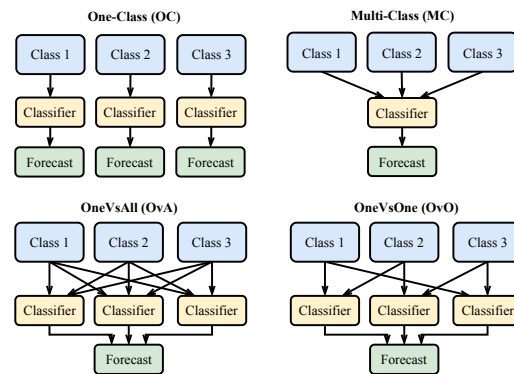 One-Class (OC)
Class 1 Class 2 Class 3
Classifier Classifier Classifier
Forecast Forecast Forecast
Multi-Class (MC)
Class 1 Class 2 Class 3
Classifier
Forecast
OneVsAll (OvA)
Class 1 Class 2 Class 3
Classifier Classifier Classifier
Forecast
OneVsOne (OvO)
Class 1 Class 2 Class 3
Classifier Classifier Classifier
Forecast